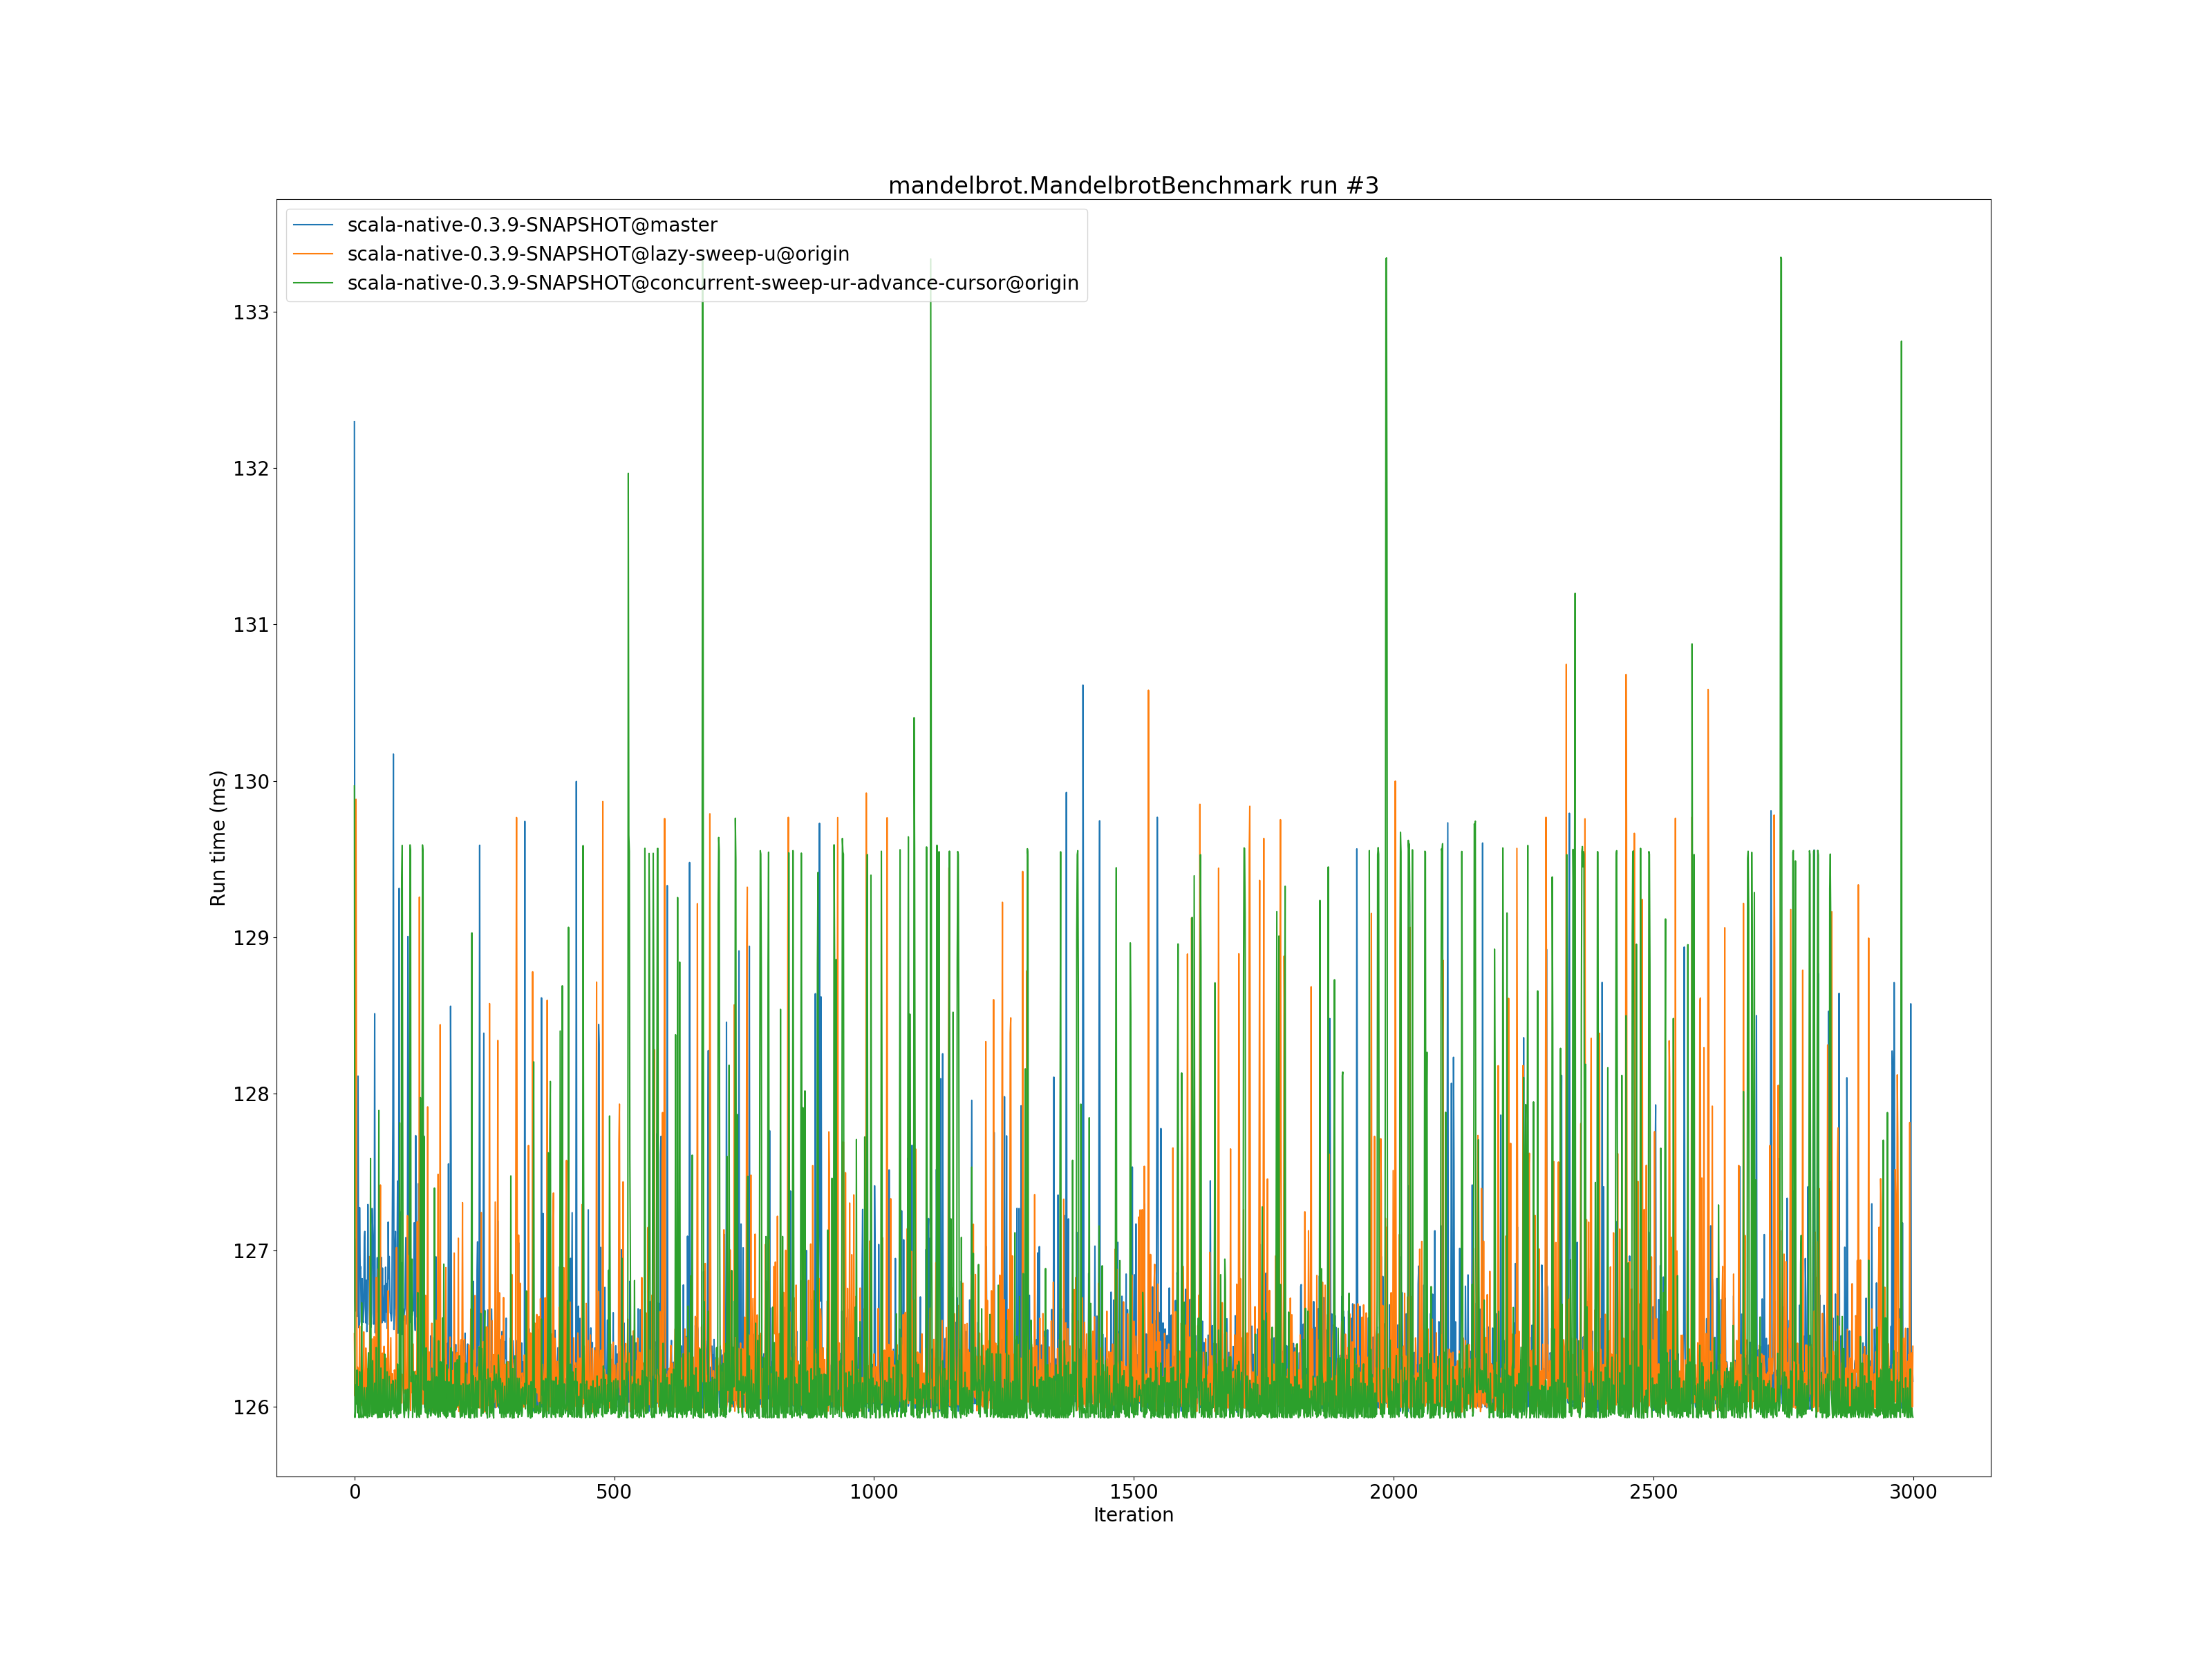 mandelbrot.MandelbrotBenchmark run #3
scala-native-0.3.9-SNAPSHOT@master
scala-native-0.3.9-SNAPSHOT@lazy-sweep-u@origin
scala-native-0.3.9-SNAPSHOT@concurrent-sweep-ur-advance-cursor@origin
133
132
131
130
129
128
127
126
Run time (ms)
0 500 1000 1500 2000 2500 3000
Iteration